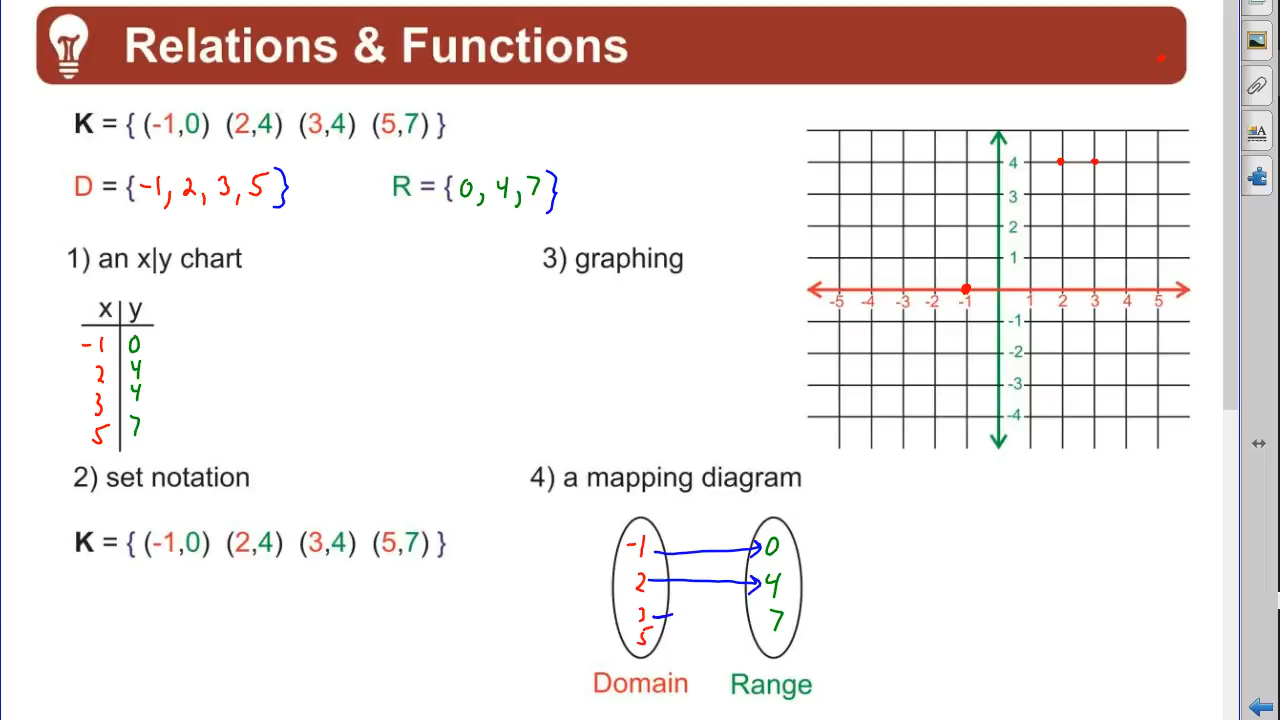 Relations & Functions
K = { (-1,0) (2,4) (3,4) (5,7) }
D = {-1, 2, 3, 5}
R = {0, 4, 7}
1) an x|y chart
x | y
-1 | 0
2 | 4
3 | 4
5 | 7
2) set notation
K = { (-1,0) (2,4) (3,4) (5,7) }
3) graphing
4
3
2
1
-5 -4 -3 -2 -1 1 2 3 4 5
-1
-2
-3
-4
4) a mapping diagram
-1 0
2 4
3 7
5
Domain Range